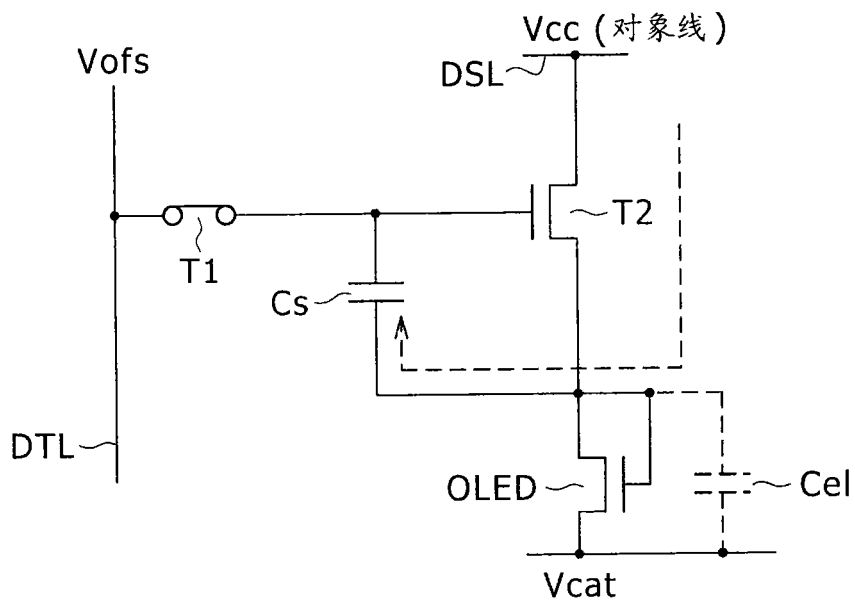 Vcc (对象线)
Vofs
DSL
T2
T1
Cs
DTL
OLED
Cel
Vcat